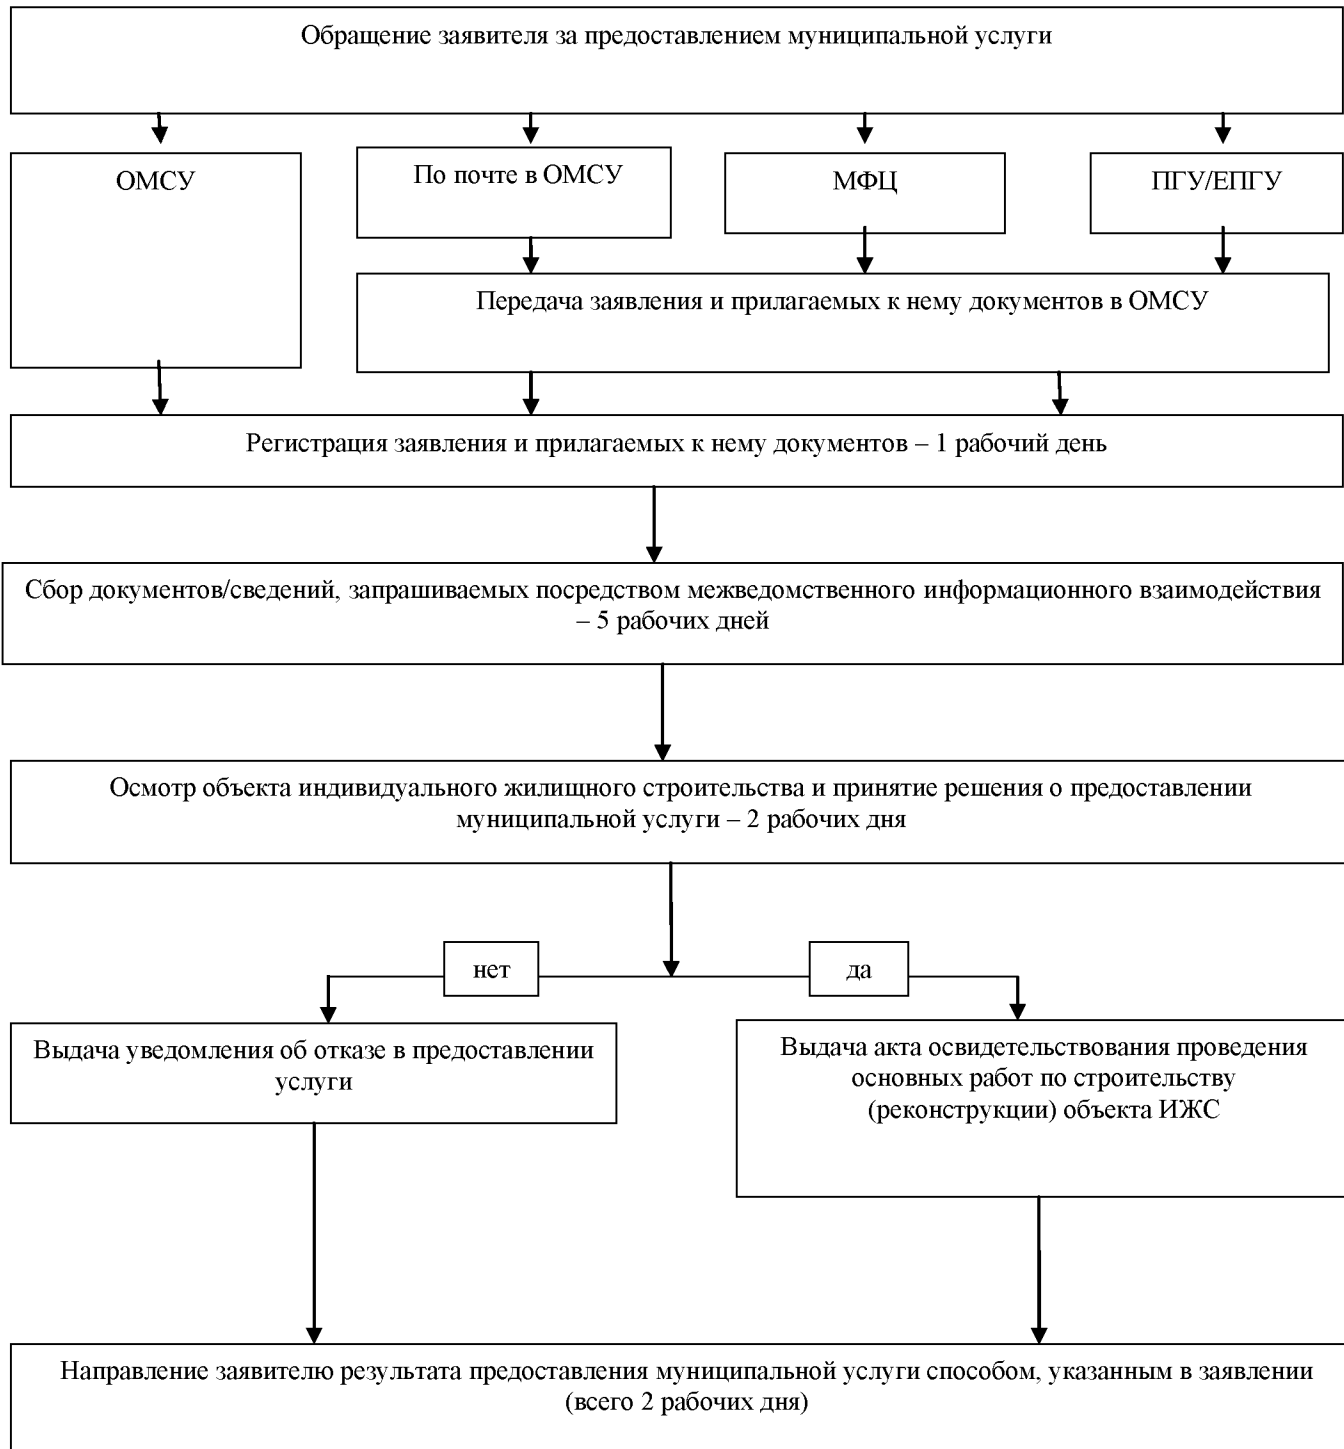 Обращение заявителя за предоставлением муниципальной услуги
ОМСУ
По почте в ОМСУ
МФЦ
ПГУ/ЕПГУ
Передача заявления и прилагаемых к нему документов в ОМСУ
Регистрация заявления и прилагаемых к нему документов – 1 рабочий день
Сбор документов/сведений, запрашиваемых посредством межведомственного информационного взаимодействия
– 5 рабочих дней
Осмотр объекта индивидуального жилищного строительства и принятие решения о предоставлении
муниципальной услуги – 2 рабочих дня
нет
да
Выдача уведомления об отказе в предоставлении
услуги
Выдача акта освидетельствования проведения
основных работ по строительству
(реконструкции) объекта ИЖС
Направление заявителю результата предоставления муниципальной услуги способом, указанным в заявлении
(всего 2 рабочих дня)